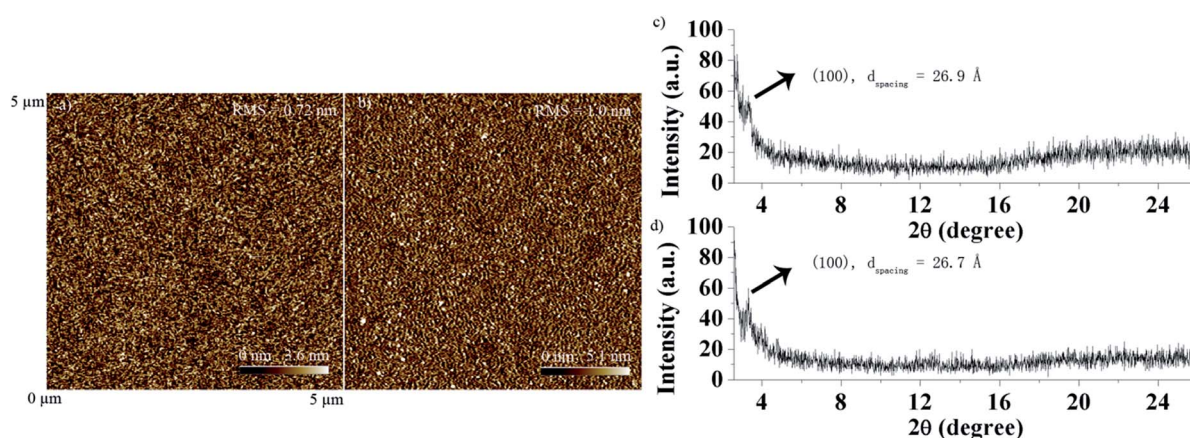 5 µm
a)
RMS = 0.72 nm
0 nm 3.6 nm
b)
RMS = 1.0 nm
0 nm 5.1 nm
0 µm
5 µm
c)
Intensity (a.u.)
100
80
60
40
20
0
(100), d spacing = 26.9 Å
4 8 12 16 20 24
2θ (degree)
d)
Intensity (a.u.)
100
80
60
40
20
0
(100), d spacing = 26.7 Å
4 8 12 16 20 24
2θ (degree)